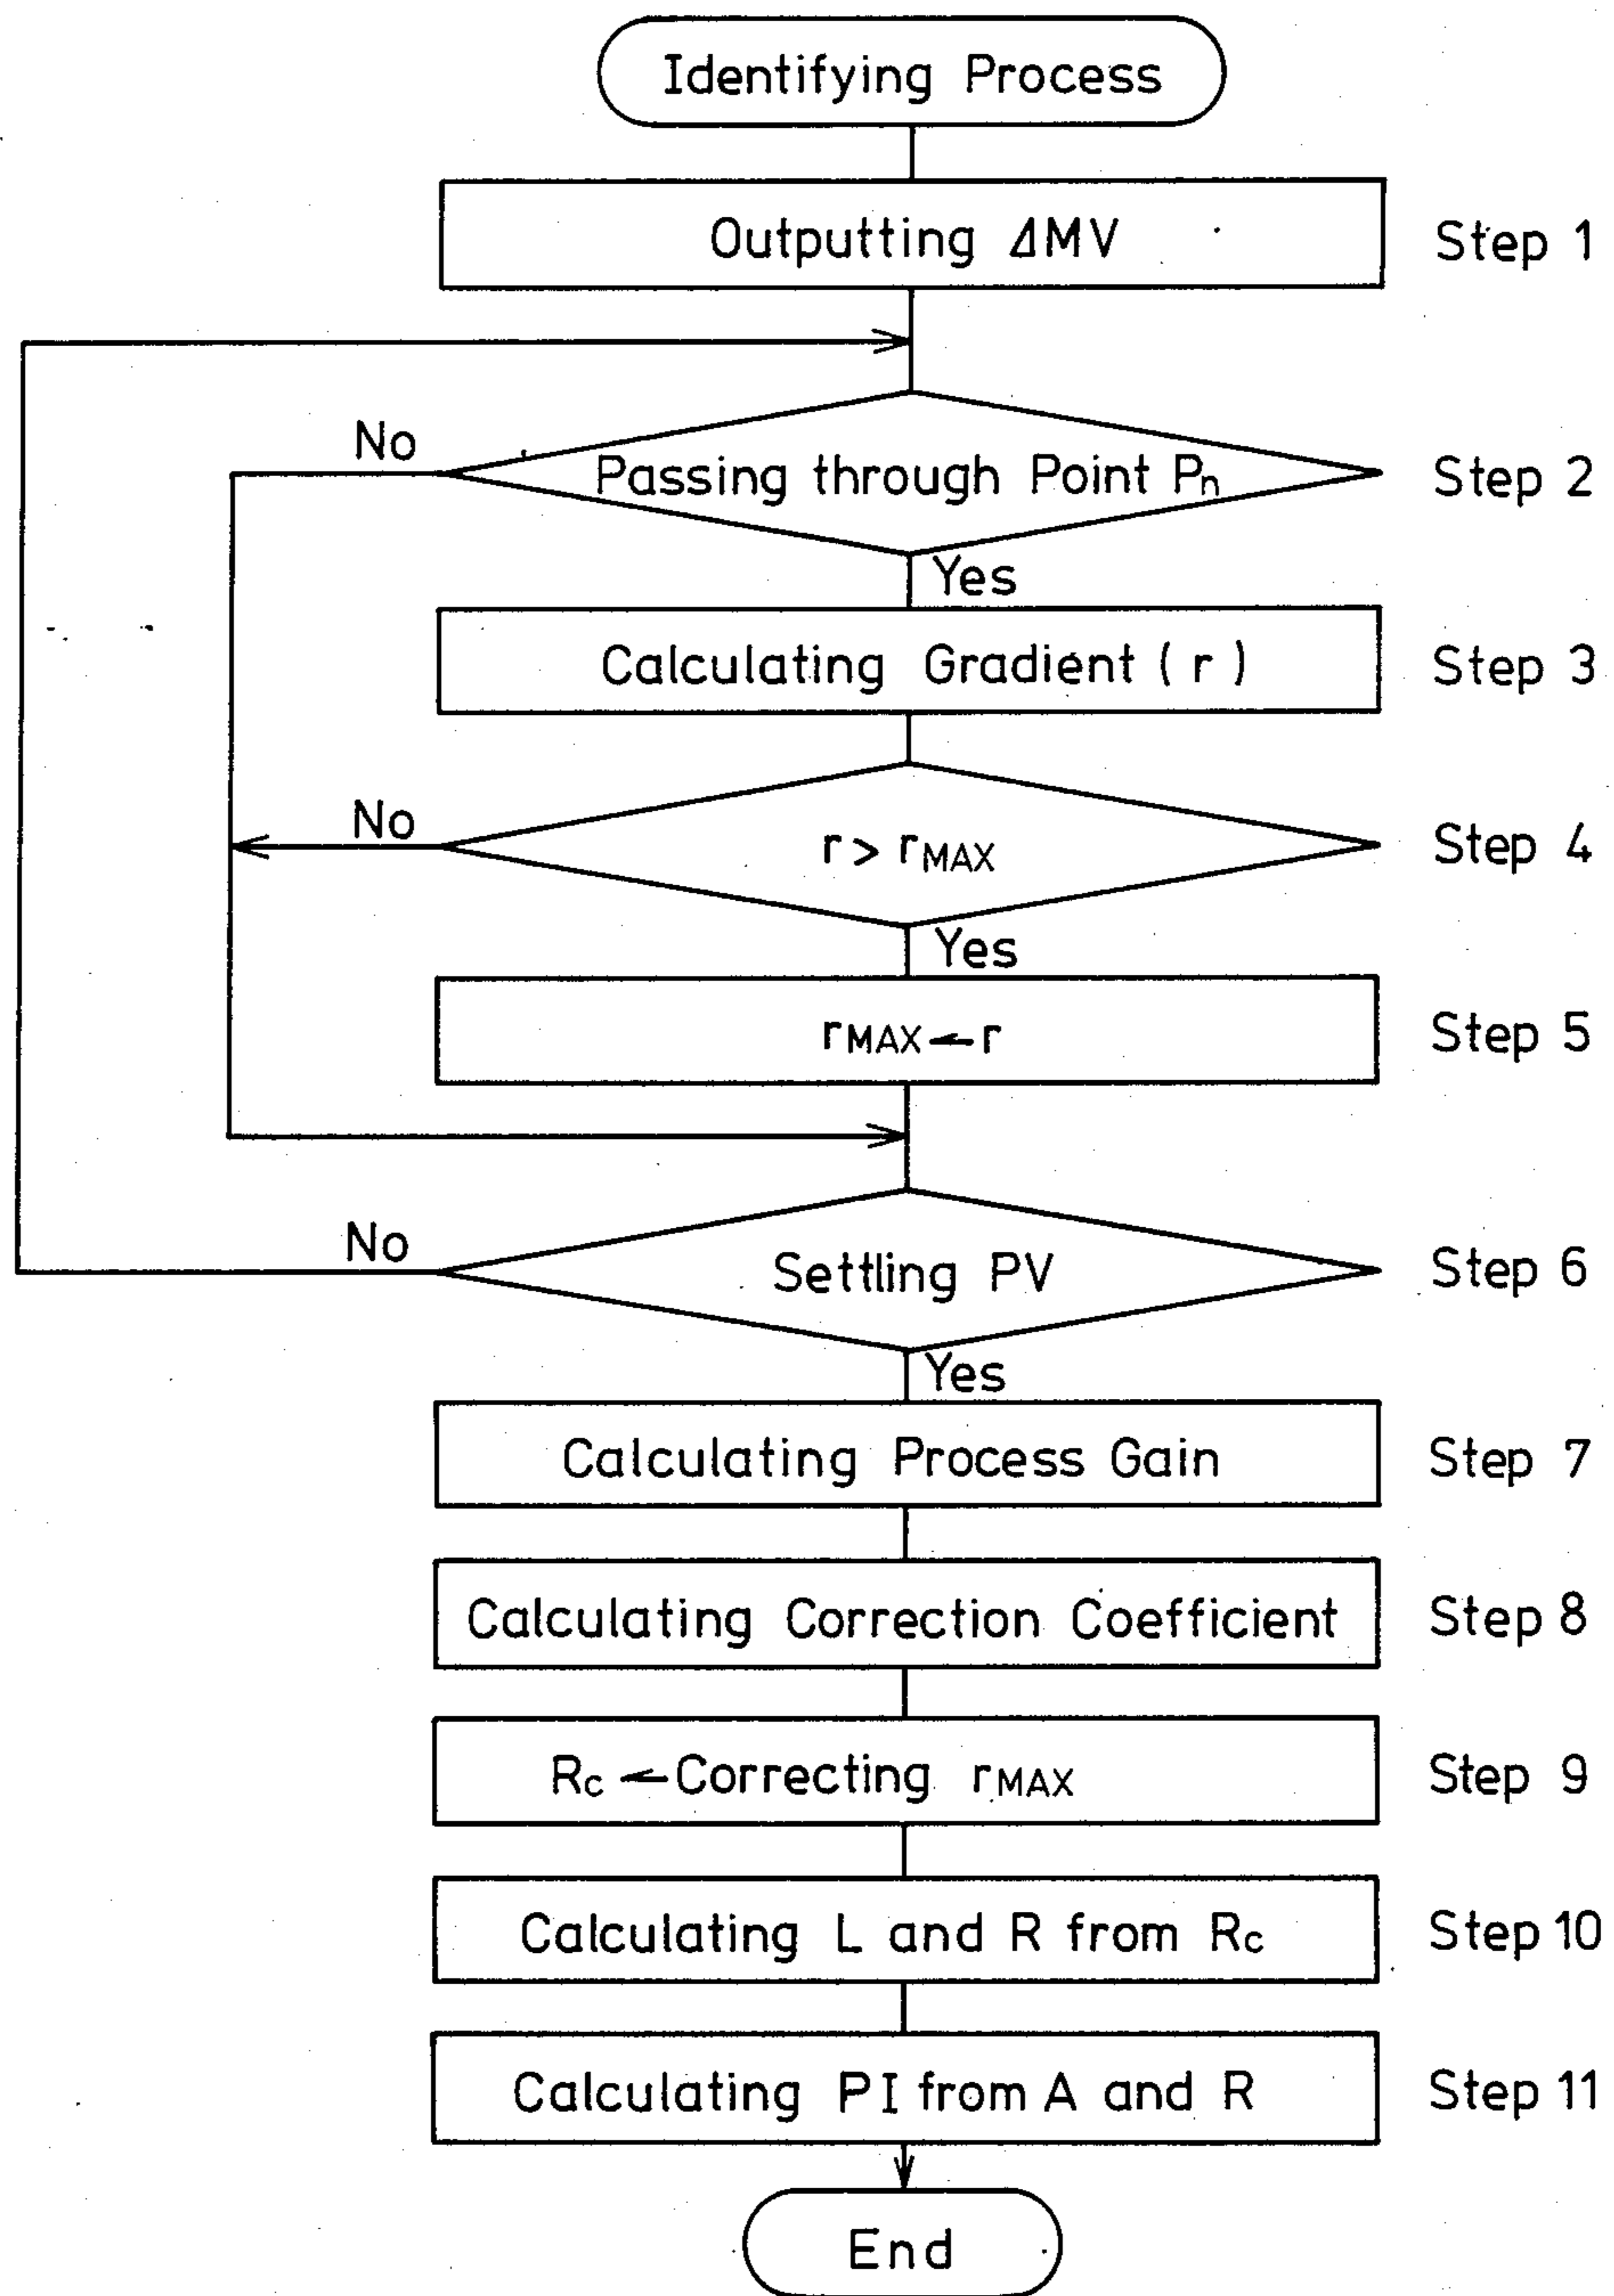 Identifying Process
Outputting ΔMV Step 1
No
Passing through Point Pn Step 2
Yes
Calculating Gradient ( r ) Step 3
No
r > rMAX Step 4
Yes
rMAX ← r Step 5
No
Settling PV Step 6
Yes
Calculating Process Gain Step 7
Calculating Correction Coefficient Step 8
Rc ← Correcting rMAX Step 9
Calculating L and R from Rc Step 10
Calculating PI from A and R Step 11
End